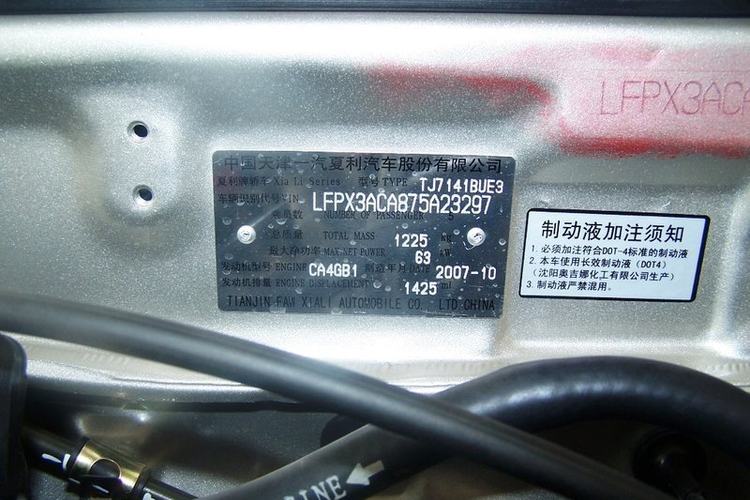 LFPX3ACA
中国天津一汽夏利汽车股份有限公司
夏利牌轿车 Xia Li Series 型号 TYPE TJ7141BUE3
车辆识别代号 VIN LFPX3ACA875A23297
乘员数 NUMBER OF PASSENGER 5
总质量 TOTAL MASS 1225 kg
最大净功率 MAX.NET POWER 63 kW
发动机型号 ENGINE CA4GB1 制造年月 DATE 2007-10
发动机排量 ENGINE DISPLACEMENT 1425 ml
TIANJIN FAW XIALI AUTOMOBILE CO., LTD.CHINA
制动液加注须知
1. 必须加注符合DOT-4标准的制动液
2. 本车使用长效制动液（DOT4）
(沈阳奥吉娜化工有限公司生产)
3. 制动液严禁混用。
INE